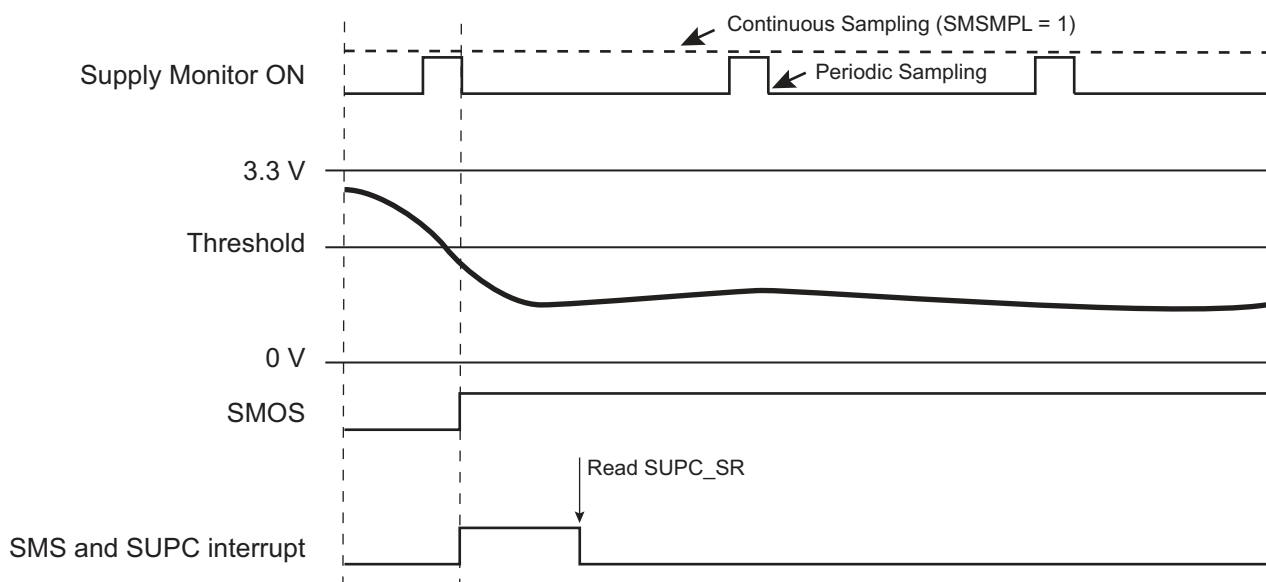 Continuous Sampling (SMSMPL = 1)
Supply Monitor ON
Periodic Sampling
3.3 V
Threshold
0 V
SMOS
Read SUPC_SR
SMS and SUPC interrupt